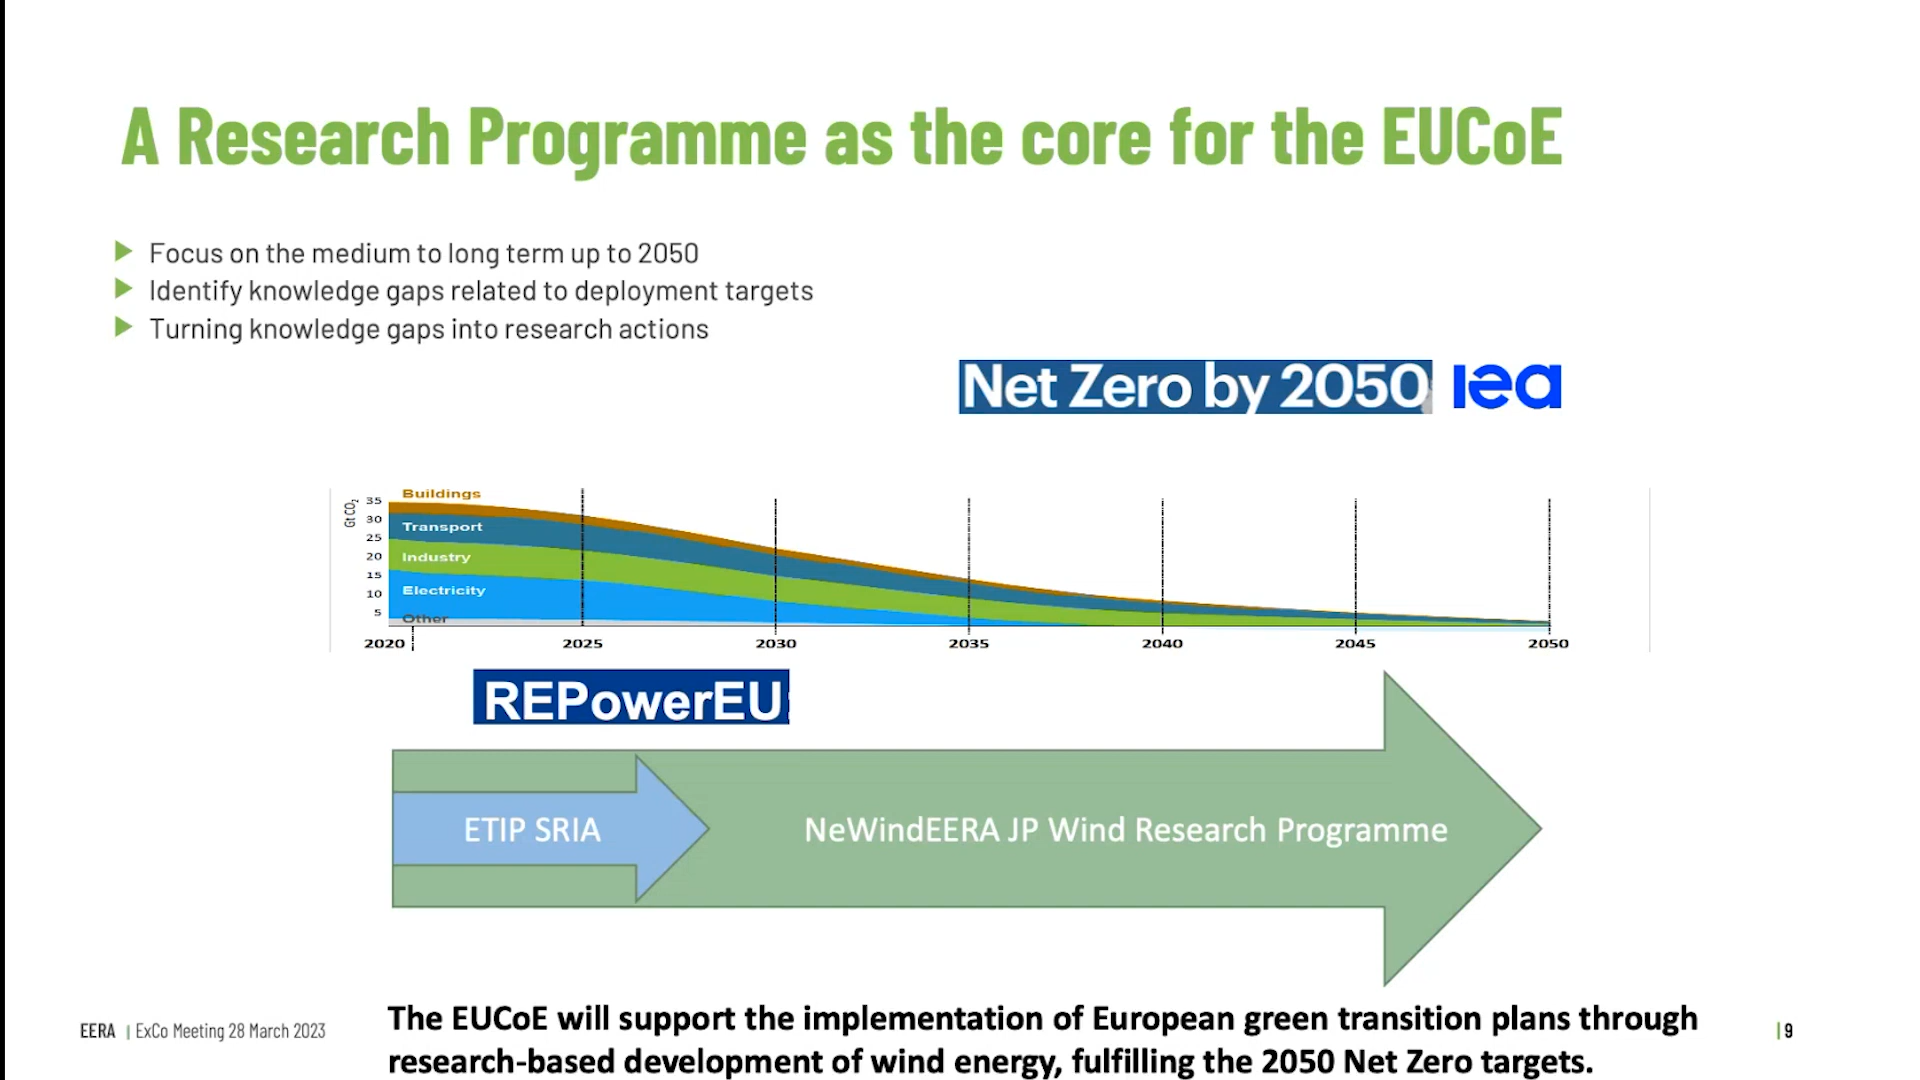 A Research Programme as the core for the EUCoE
Focus on the medium to long term up to 2050
Identify knowledge gaps related to deployment targets
Turning knowledge gaps into research actions
Net Zero by 2050
iea
Gt CO2
35
30
25
20
15
10
5
Buildings
Transport
Industry
Electricity
Other
2020 2025 2030 2035 2040 2045 2050
REPowerEU
ETIP SRIA
NeWindEERA JP Wind Research Programme
The EUCoE will support the implementation of European green transition plans through
research-based development of wind energy, fulfilling the 2050 Net Zero targets.
EERA | ExCo Meeting 28 March 2023
| 9